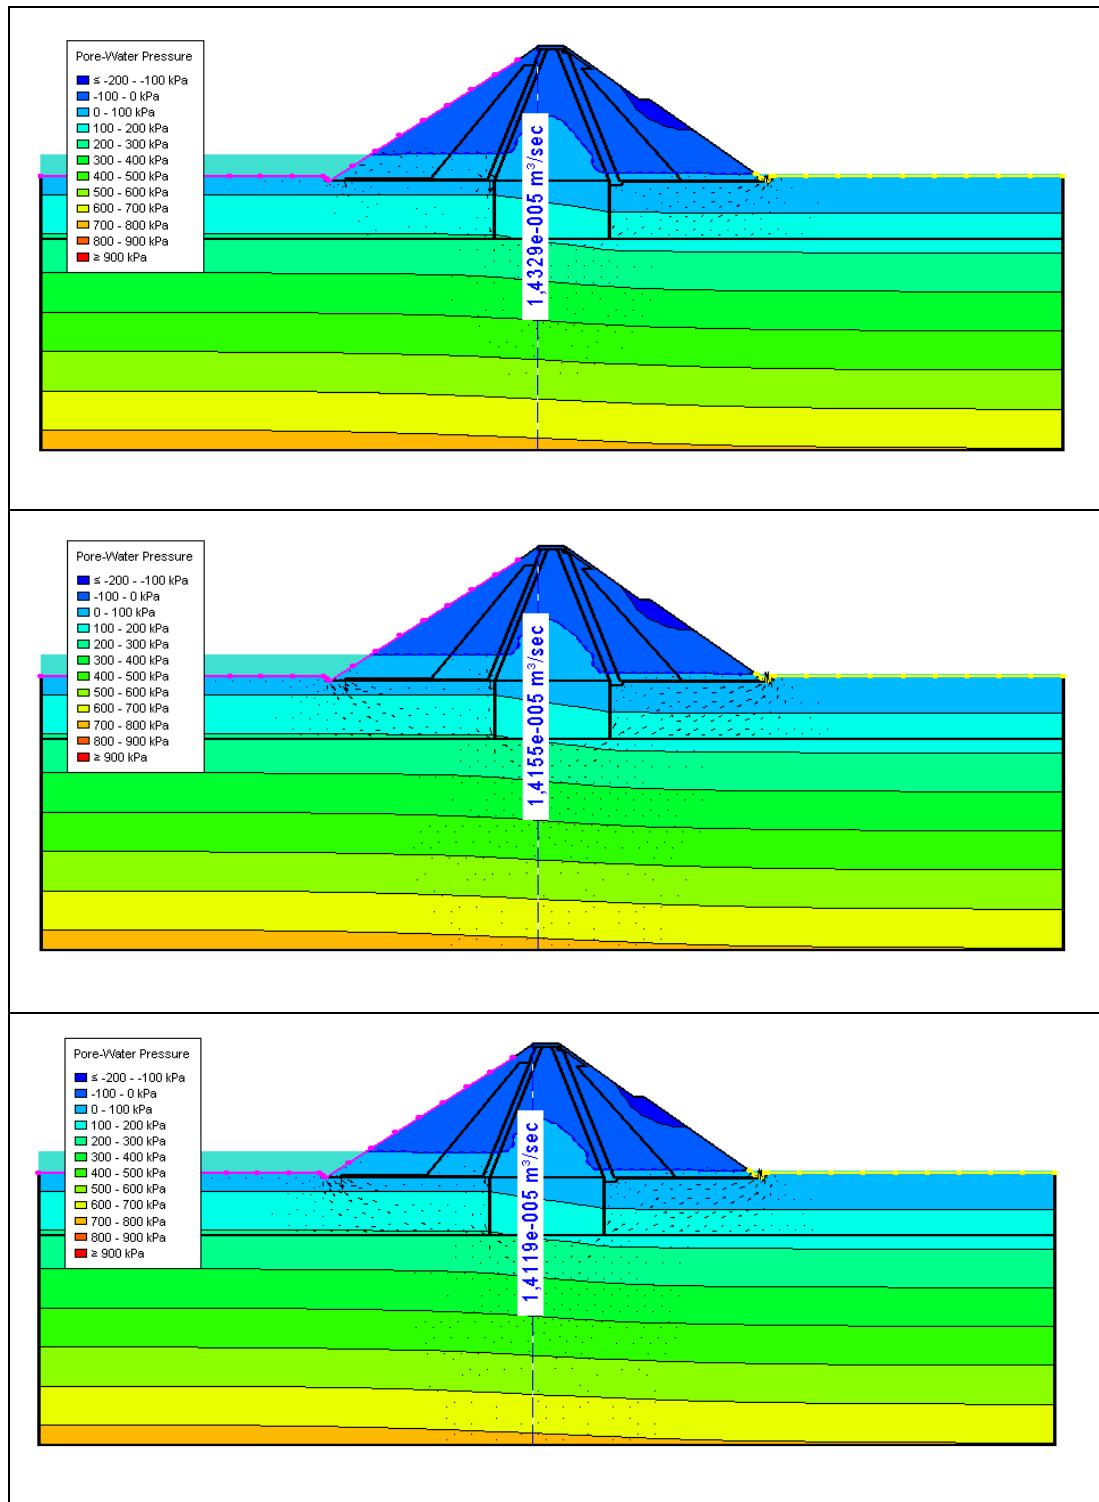 Pore-Water Pressure
≤ -200 - -100 kPa
-100 - 0 kPa
0 - 100 kPa
100 - 200 kPa
200 - 300 kPa
300 - 400 kPa
400 - 500 kPa
500 - 600 kPa
600 - 700 kPa
700 - 800 kPa
800 - 900 kPa
≥ 900 kPa
1,4329e-005 m³/sec
Pore-Water Pressure
≤ -200 - -100 kPa
-100 - 0 kPa
0 - 100 kPa
100 - 200 kPa
200 - 300 kPa
300 - 400 kPa
400 - 500 kPa
500 - 600 kPa
600 - 700 kPa
700 - 800 kPa
800 - 900 kPa
≥ 900 kPa
1,4155e-005 m³/sec
Pore-Water Pressure
≤ -200 - -100 kPa
-100 - 0 kPa
0 - 100 kPa
100 - 200 kPa
200 - 300 kPa
300 - 400 kPa
400 - 500 kPa
500 - 600 kPa
600 - 700 kPa
700 - 800 kPa
800 - 900 kPa
≥ 900 kPa
1,4119e-005 m³/sec